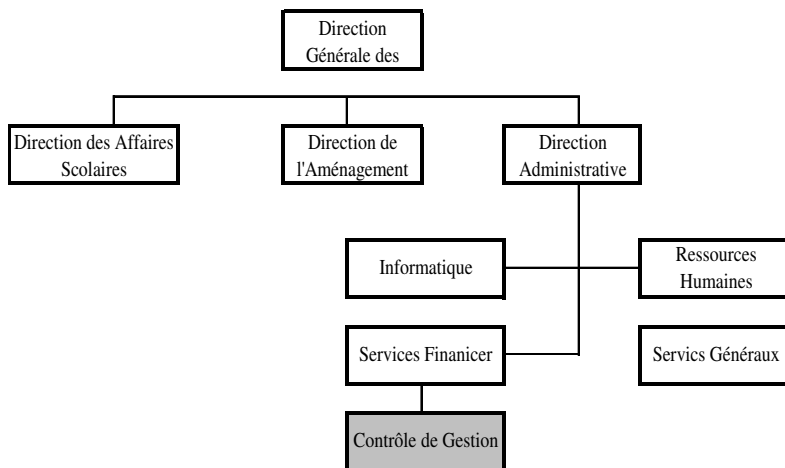 Direction
Générale des
Direction des Affaires
Scolaires
Direction de
l'Aménagement
Direction
Administrative
Informatique
Ressources
Humaines
Services Finanicer
Servics Généraux
Contrôle de Gestion